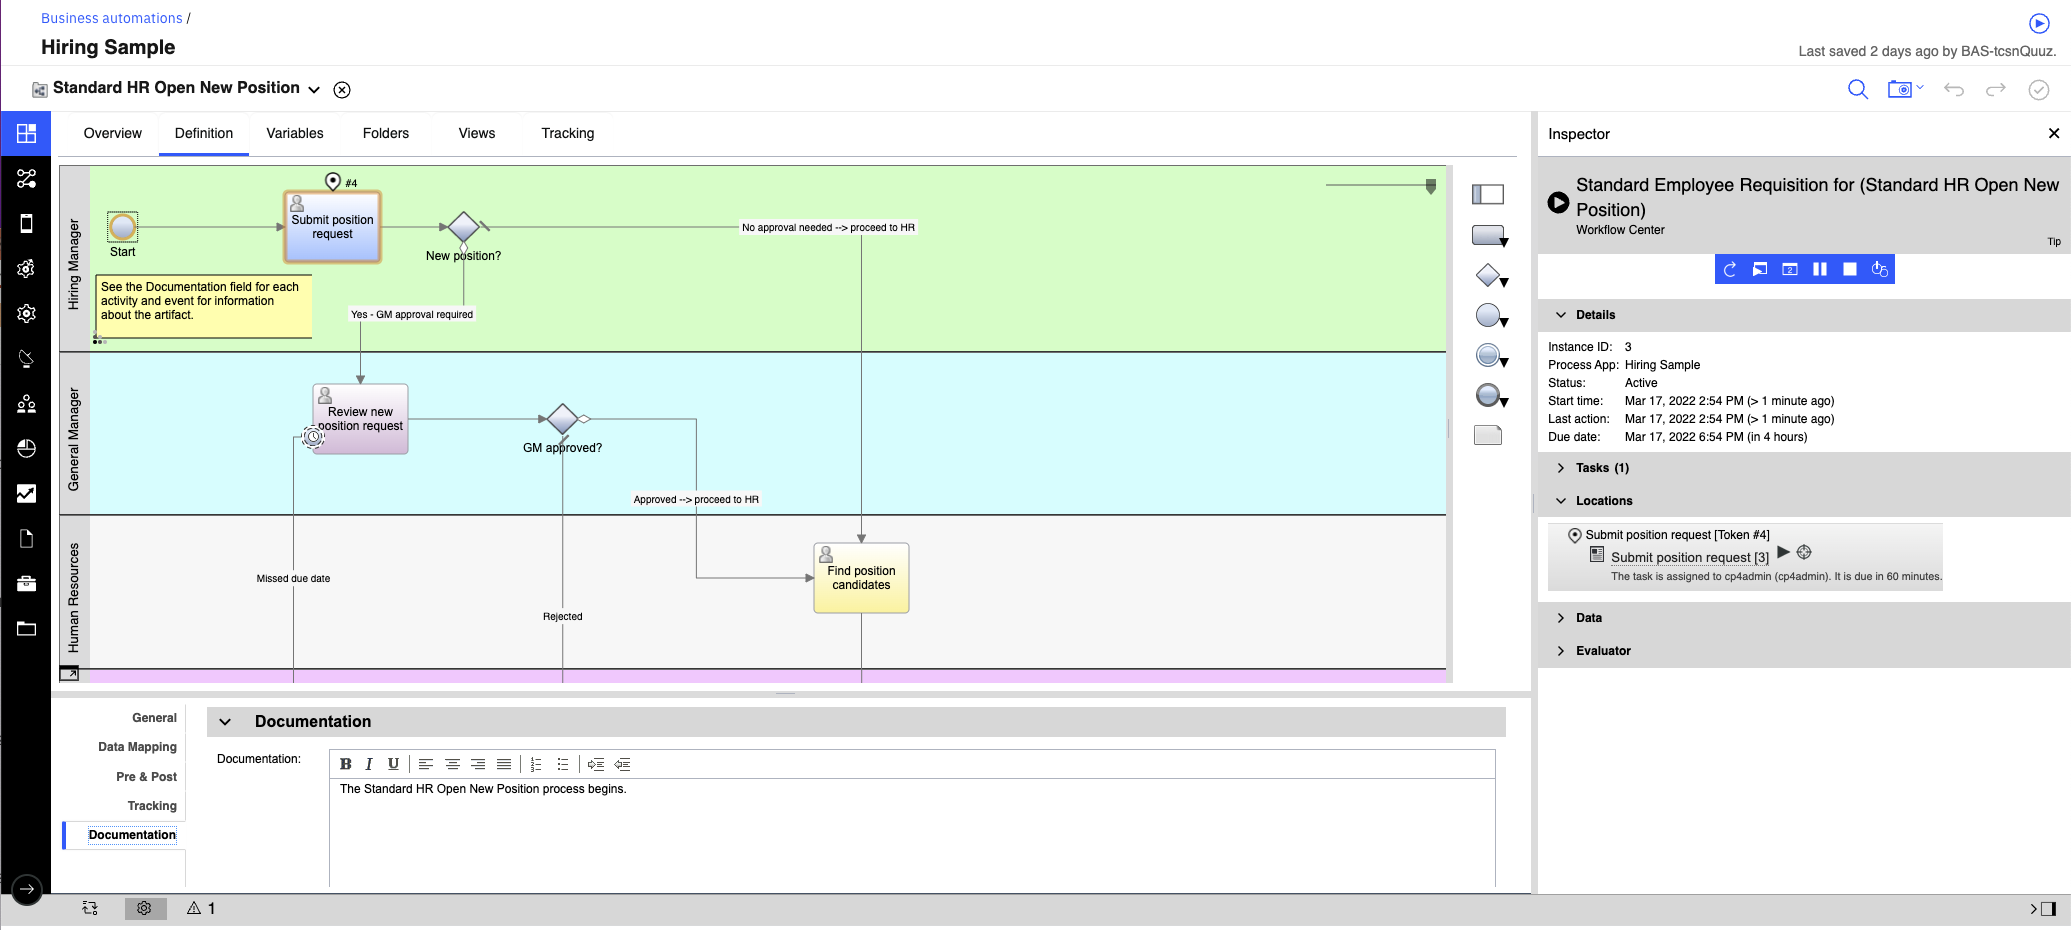 Business automations /
Hiring Sample
Last saved 2 days ago by BAS-tcsnQuuz.
Standard HR Open New Position
Overview
Definition
Variables
Folders
Views
Tracking
Hiring Manager
#4
Start
Submit position
request
New position?
No approval needed --> proceed to HR
See the Documentation field for each
activity and event for information
about the artifact.
Yes - GM approval required
General Manager
Review new
position request
GM approved?
Approved --> proceed to HR
Human Resources
Find position
candidates
Missed due date
Rejected
General
Data Mapping
Pre & Post
Tracking
Documentation
Documentation
Documentation:
B I U
The Standard HR Open New Position process begins.
1
Inspector
Standard Employee Requisition for (Standard HR Open New
Position)
Workflow Center
Tip
2
Details
Instance ID: 3
Process App: Hiring Sample
Status: Active
Start time: Mar 17, 2022 2:54 PM (> 1 minute ago)
Last action: Mar 17, 2022 2:54 PM (> 1 minute ago)
Due date: Mar 17, 2022 6:54 PM (in 4 hours)
Tasks (1)
Locations
Submit position request [Token #4]
Submit position request [3]
The task is assigned to cp4admin (cp4admin). It is due in 60 minutes.
Data
Evaluator